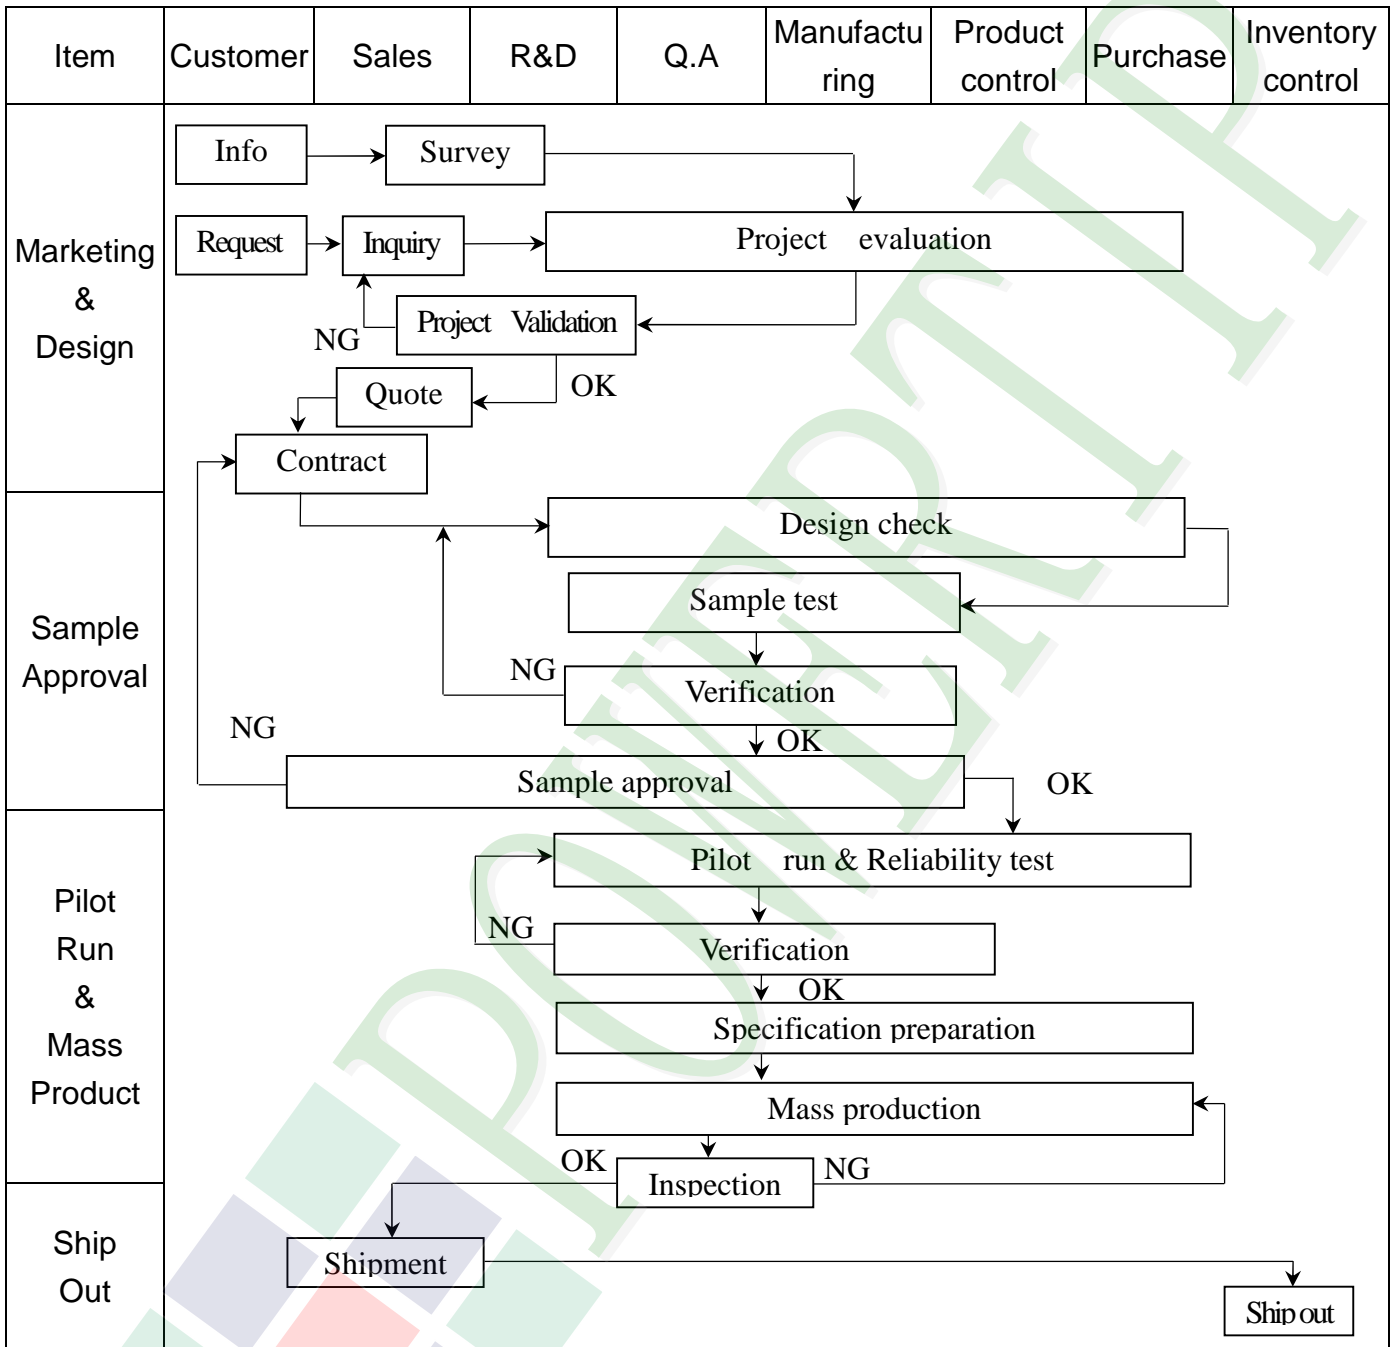 Item
Customer
Sales
R&D
Q.A
Manufactu
ring
Product
control
Purchase
Inventory
control
Marketing
&
Design
Info
Survey
Request
Inquiry
Project evaluation
Project Validation
NG
OK
Quote
Contract
Sample
Approval
Design check
Sample test
NG
Verification
OK
NG
Sample approval
OK
Pilot
Run
&
Mass
Product
Pilot run & Reliability test
NG
Verification
OK
Specification preparation
Mass production
OK
Inspection
NG
Ship
Out
Shipment
Ship out
POWERTIP